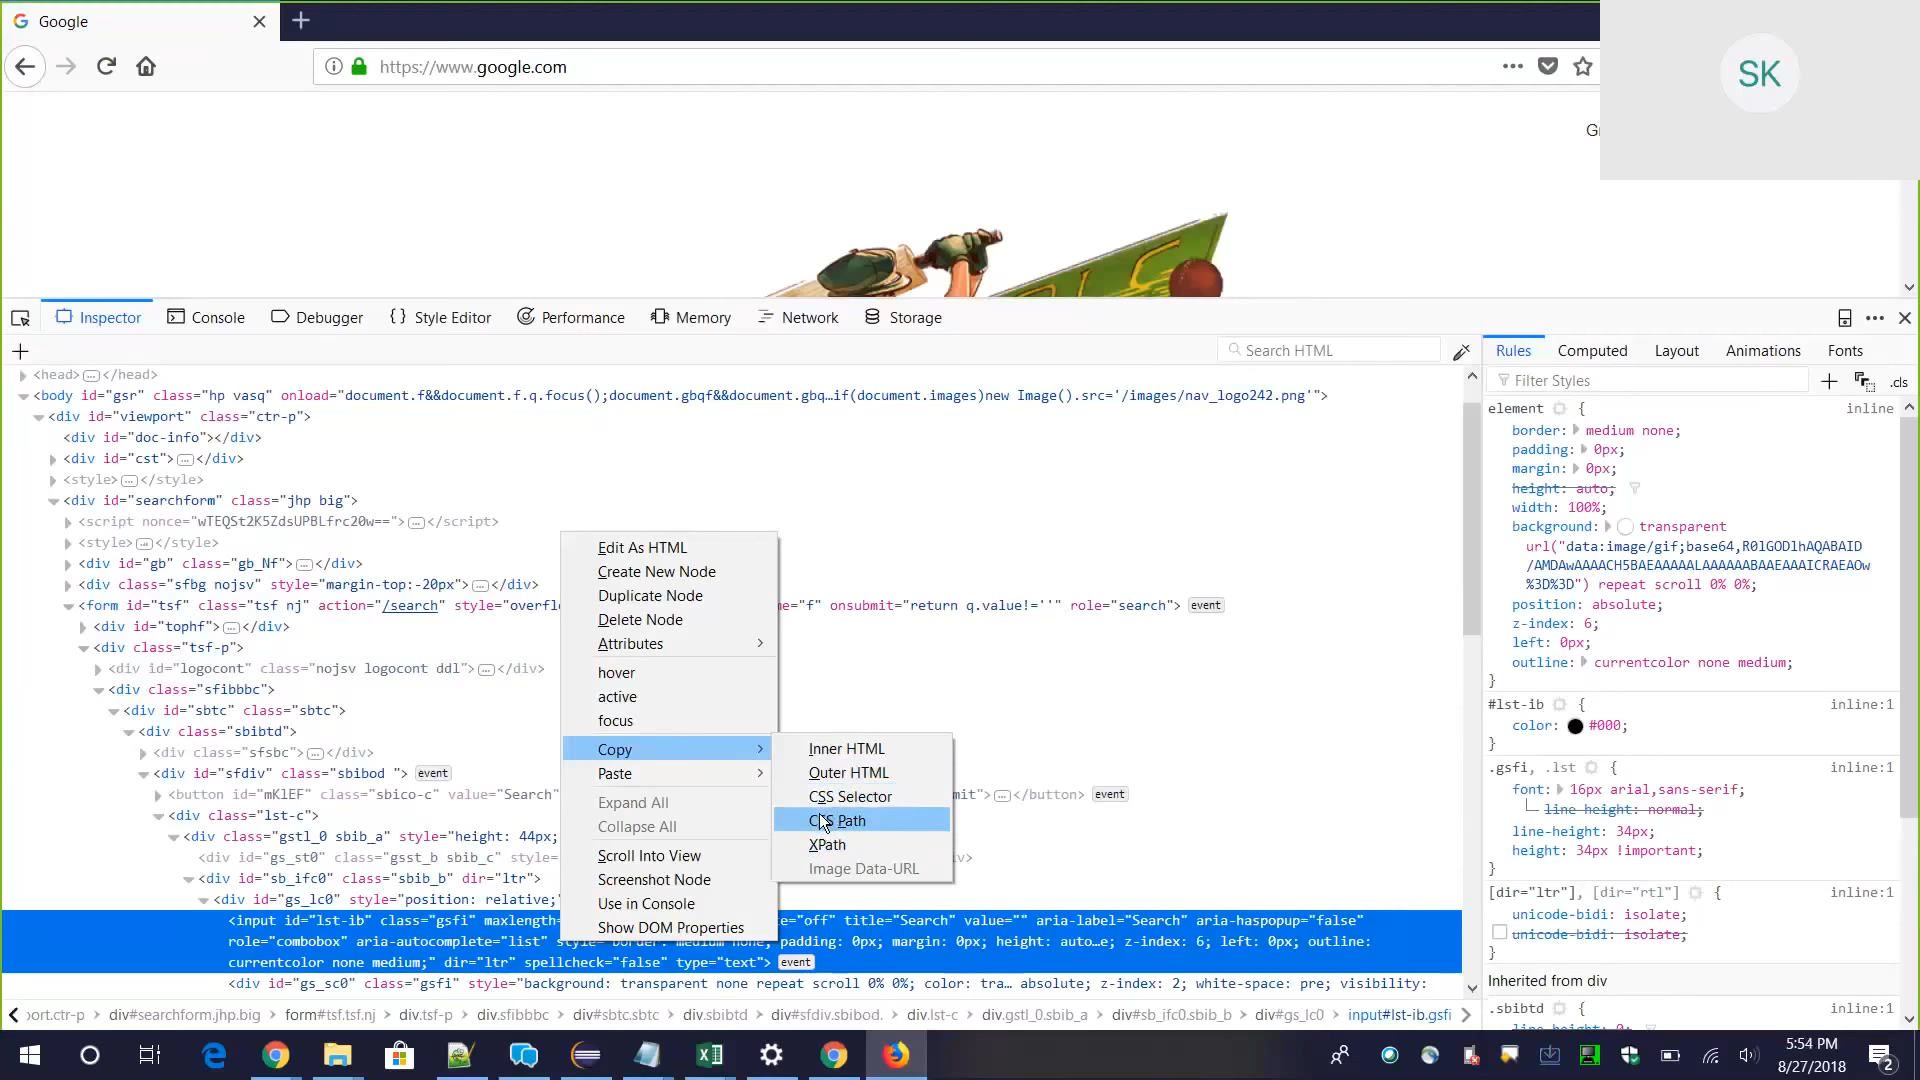 Google
https://www.google.com
SK
Inspector
Console
Debugger
{ } Style Editor
Performance
Memory
Network
Storage
Search HTML
Rules
Computed
Layout
Animations
Fonts
Filter Styles
.cls
<head></head>
<body id="gsr" class="hp vasq" onload="document.f&&document.f.q.focus();document.gbqf&&document.gbq…if(document.images)new Image().src='/images/nav_logo242.png'">
<div id="viewport" class="ctr-p">
<div id="doc-info"></div>
<div id="cst"></div>
<style></style>
<div id="searchform" class="jhp big">
<script nonce="wTEQSt2K5ZdsUPBLfrc20w=="></script>
<style></style>
<div id="gb" class="gb_Nf"></div>
<div class="sfbg nojsv" style="margin-top:-20px"></div>
<form id="tsf" class="tsf nj" action="/search" style="overfl me="f" onsubmit="return q.value!=''" role="search"> event
<div id="tophf"></div>
<div class="tsf-p">
<div id="logocont" class="nojsv logocont ddl"></div>
<div class="sfibbbc">
<div id="sbtc" class="sbtc">
<div class="sbibtd">
<div class="sfsbc"></div>
<div id="sfdiv" class="sbibod "> event
<button id="mKlEF" class="sbico-c" value="Search" mit"></button> event
<div class="lst-c">
<div class="gstl_0 sbib_a" style="height: 44px;
<div id="gs_st0" class="gsst_b sbib_c" style= v>
<div id="sb_ifc0" class="sbib_b" dir="ltr">
<div id="gs_lc0" style="position: relative;"
<input id="lst-ib" class="gsfi" maxlength= e="off" title="Search" value="" aria-label="Search" aria-haspopup="false"
role="combobox" aria-autocomplete="list" style="border: medium none; padding: 0px; margin: 0px; height: auto…e; z-index: 6; left: 0px; outline:
currentcolor none medium;" dir="ltr" spellcheck="false" type="text"> event
<div id="gs_sc0" class="gsfi" style="background: transparent none repeat scroll 0% 0%; color: tra… absolute; z-index: 2; white-space: pre; visibility:
port.ctr-p > div#searchform.jhp.big > form#tsf.tsf.nj > div.tsf-p > div.sfibbbc > div#sbtc.sbtc > div.sbibtd > div#sfdiv.sbibod. > div.lst-c > div.gstl_0.sbib_a > div#sb_ifc0.sbib_b > div#gs_lc0 > input#lst-ib.gsfi
Edit As HTML
Create New Node
Duplicate Node
Delete Node
Attributes
hover
active
focus
Copy
Paste
Expand All
Collapse All
Scroll Into View
Screenshot Node
Use in Console
Show DOM Properties
Inner HTML
Outer HTML
CSS Selector
CSS Path
XPath
Image Data-URL
element { inline
border: medium none;
padding: 0px;
margin: 0px;
height: auto;
width: 100%;
background: transparent
url("data:image/gif;base64,R0lGODlhAQABAID
/AMDAwAAAACH5BAEAAAAALAAAAAABAAEAAAICRAEAOw
%3D%3D") repeat scroll 0% 0%;
position: absolute;
z-index: 6;
left: 0px;
outline: currentcolor none medium;
}
#lst-ib { inline:1
color: #000;
}
.gsfi, .lst { inline:1
font: 16px arial,sans-serif;
line-height: normal;
line-height: 34px;
height: 34px !important;
}
[dir="ltr"], [dir="rtl"] { inline:1
unicode-bidi: isolate;
unicode-bidi: isolate;
}
Inherited from div
.sbibtd { inline:1
5:54 PM
8/27/2018
2